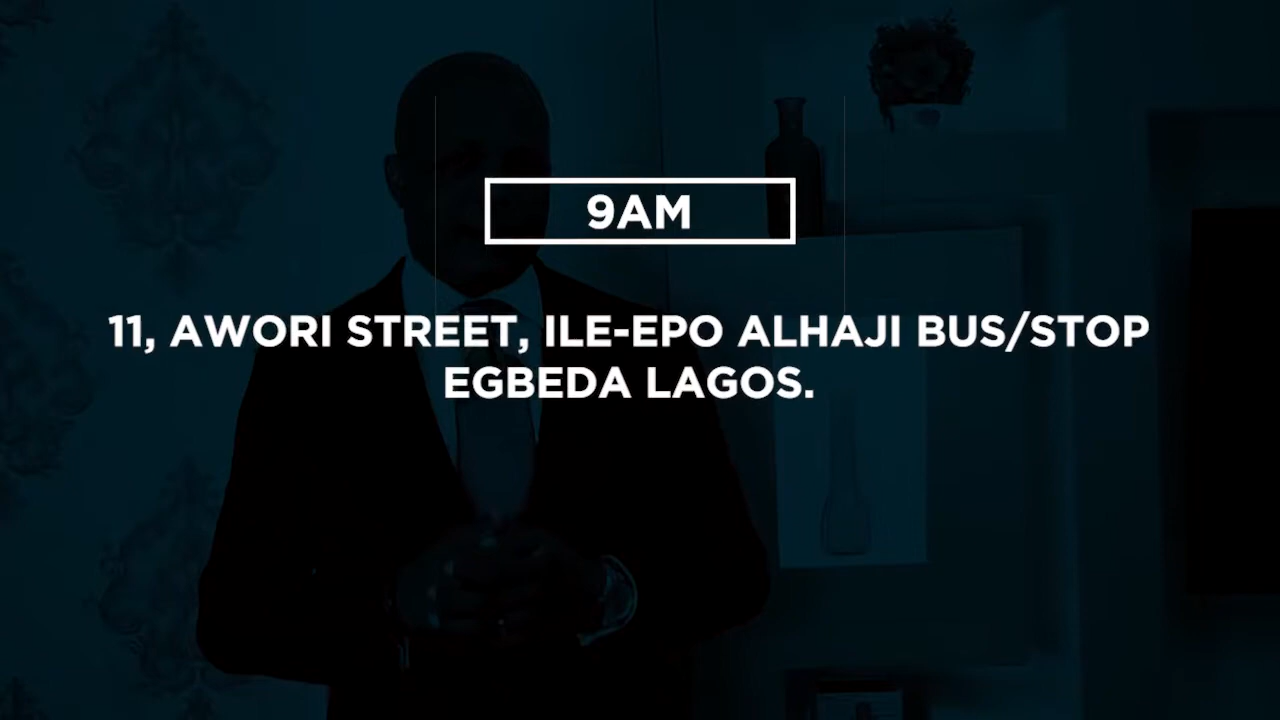 9AM
11, AWORI STREET, ILE-EPO ALHAJI BUS/STOP
EGBEDA LAGOS.